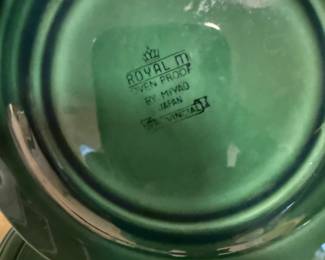 ROYAL M
OVEN PROOF
BY MIYAO
JAPAN